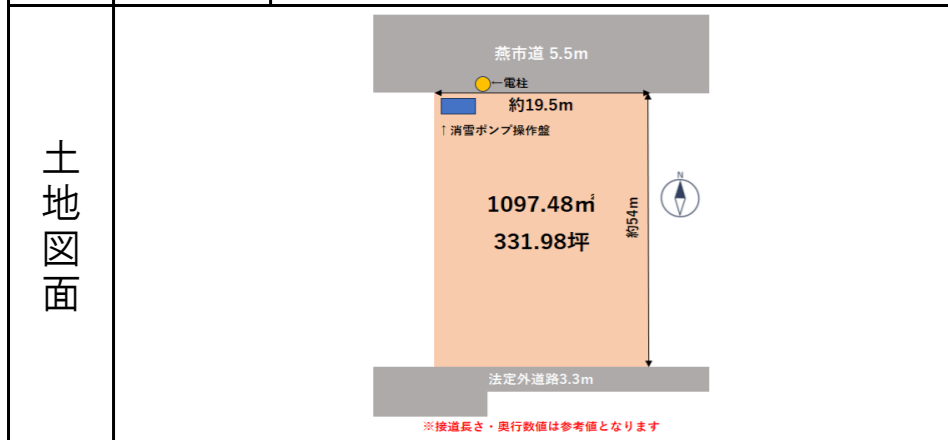 土地図面
燕市道 5.5m
←電柱
約19.5m
↑消雪ポンプ操作盤
N
1097.48㎡
331.98坪
約54m
法定外道路3.3m
※接道長さ・奥行数値は参考値となります